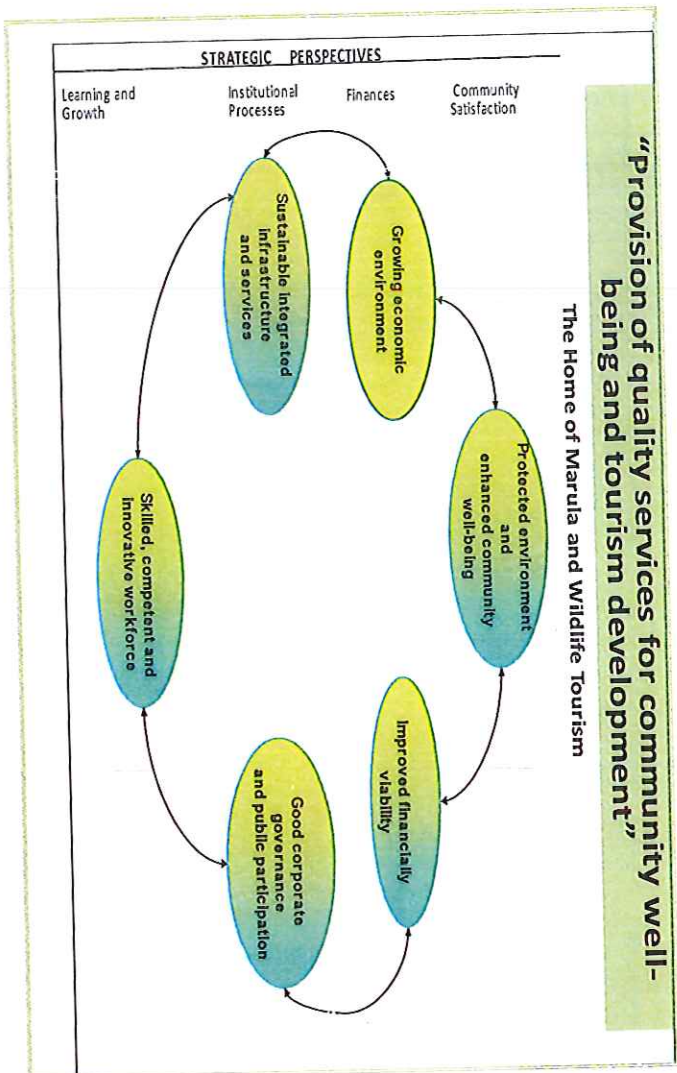 "Provision of quality services for community well-
being and tourism development"
The Home of Marula and Wildlife Tourism
STRATEGIC PERSPECTIVES
Community
Satisfaction
Protected environment
and
enhanced community
well-being
Finances
Growing economic
environment
Improved financially
viability
Institutional
Processes
Sustainable integrated
infrastructure
and services
Good corporate
governance
and public participation
Learning and
Growth
Skilled, competent and
innovative workforce